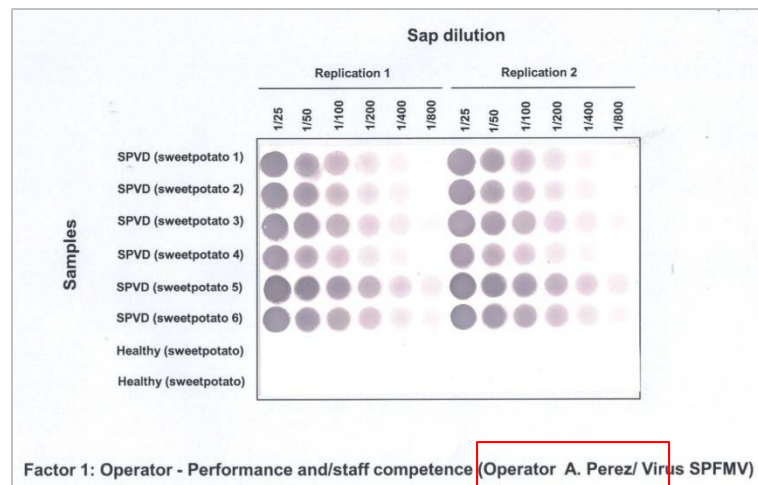 Sap dilution
Replication 1 Replication 2
1/25 1/50 1/100 1/200 1/400 1/800 1/25 1/50 1/100 1/200 1/400 1/800
Samples
SPVD (sweetpotato 1)
SPVD (sweetpotato 2)
SPVD (sweetpotato 3)
SPVD (sweetpotato 4)
SPVD (sweetpotato 5)
SPVD (sweetpotato 6)
Healthy (sweetpotato)
Healthy (sweetpotato)
Factor 1: Operator - Performance and/staff competence (Operator A. Perez/ Virus SPFMV)